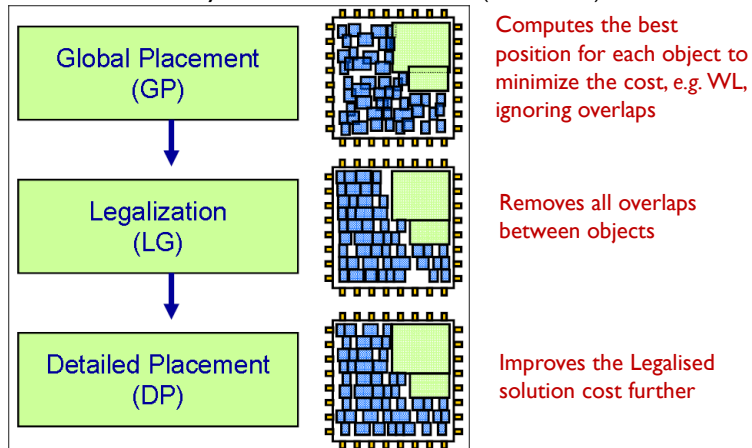 Global Placement
(GP)
Computes the best
position for each object to
minimize the cost, e.g. WL,
ignoring overlaps
Legalization
(LG)
Removes all overlaps
between objects
Detailed Placement
(DP)
Improves the Legalised
solution cost further